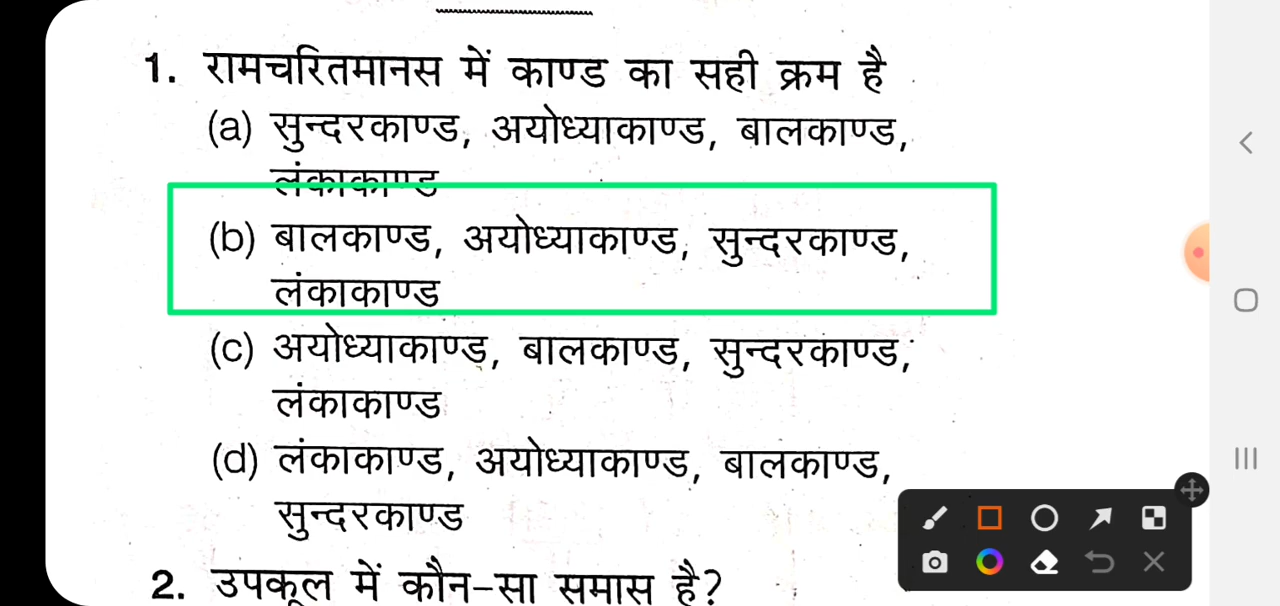 1. रामचरितमानस में काण्ड का सही क्रम है
(a) सुन्दरकाण्ड, अयोध्याकाण्ड, बालकाण्ड,
लंकाकाण्ड
(b) बालकाण्ड, अयोध्याकाण्ड, सुन्दरकाण्ड,
लंकाकाण्ड
(c) अयोध्याकाण्ड, बालकाण्ड, सुन्दरकाण्ड,
लंकाकाण्ड
(d) लंकाकाण्ड, अयोध्याकाण्ड, बालकाण्ड,
सुन्दरकाण्ड
2. उपकूल में कौन-सा समास है?